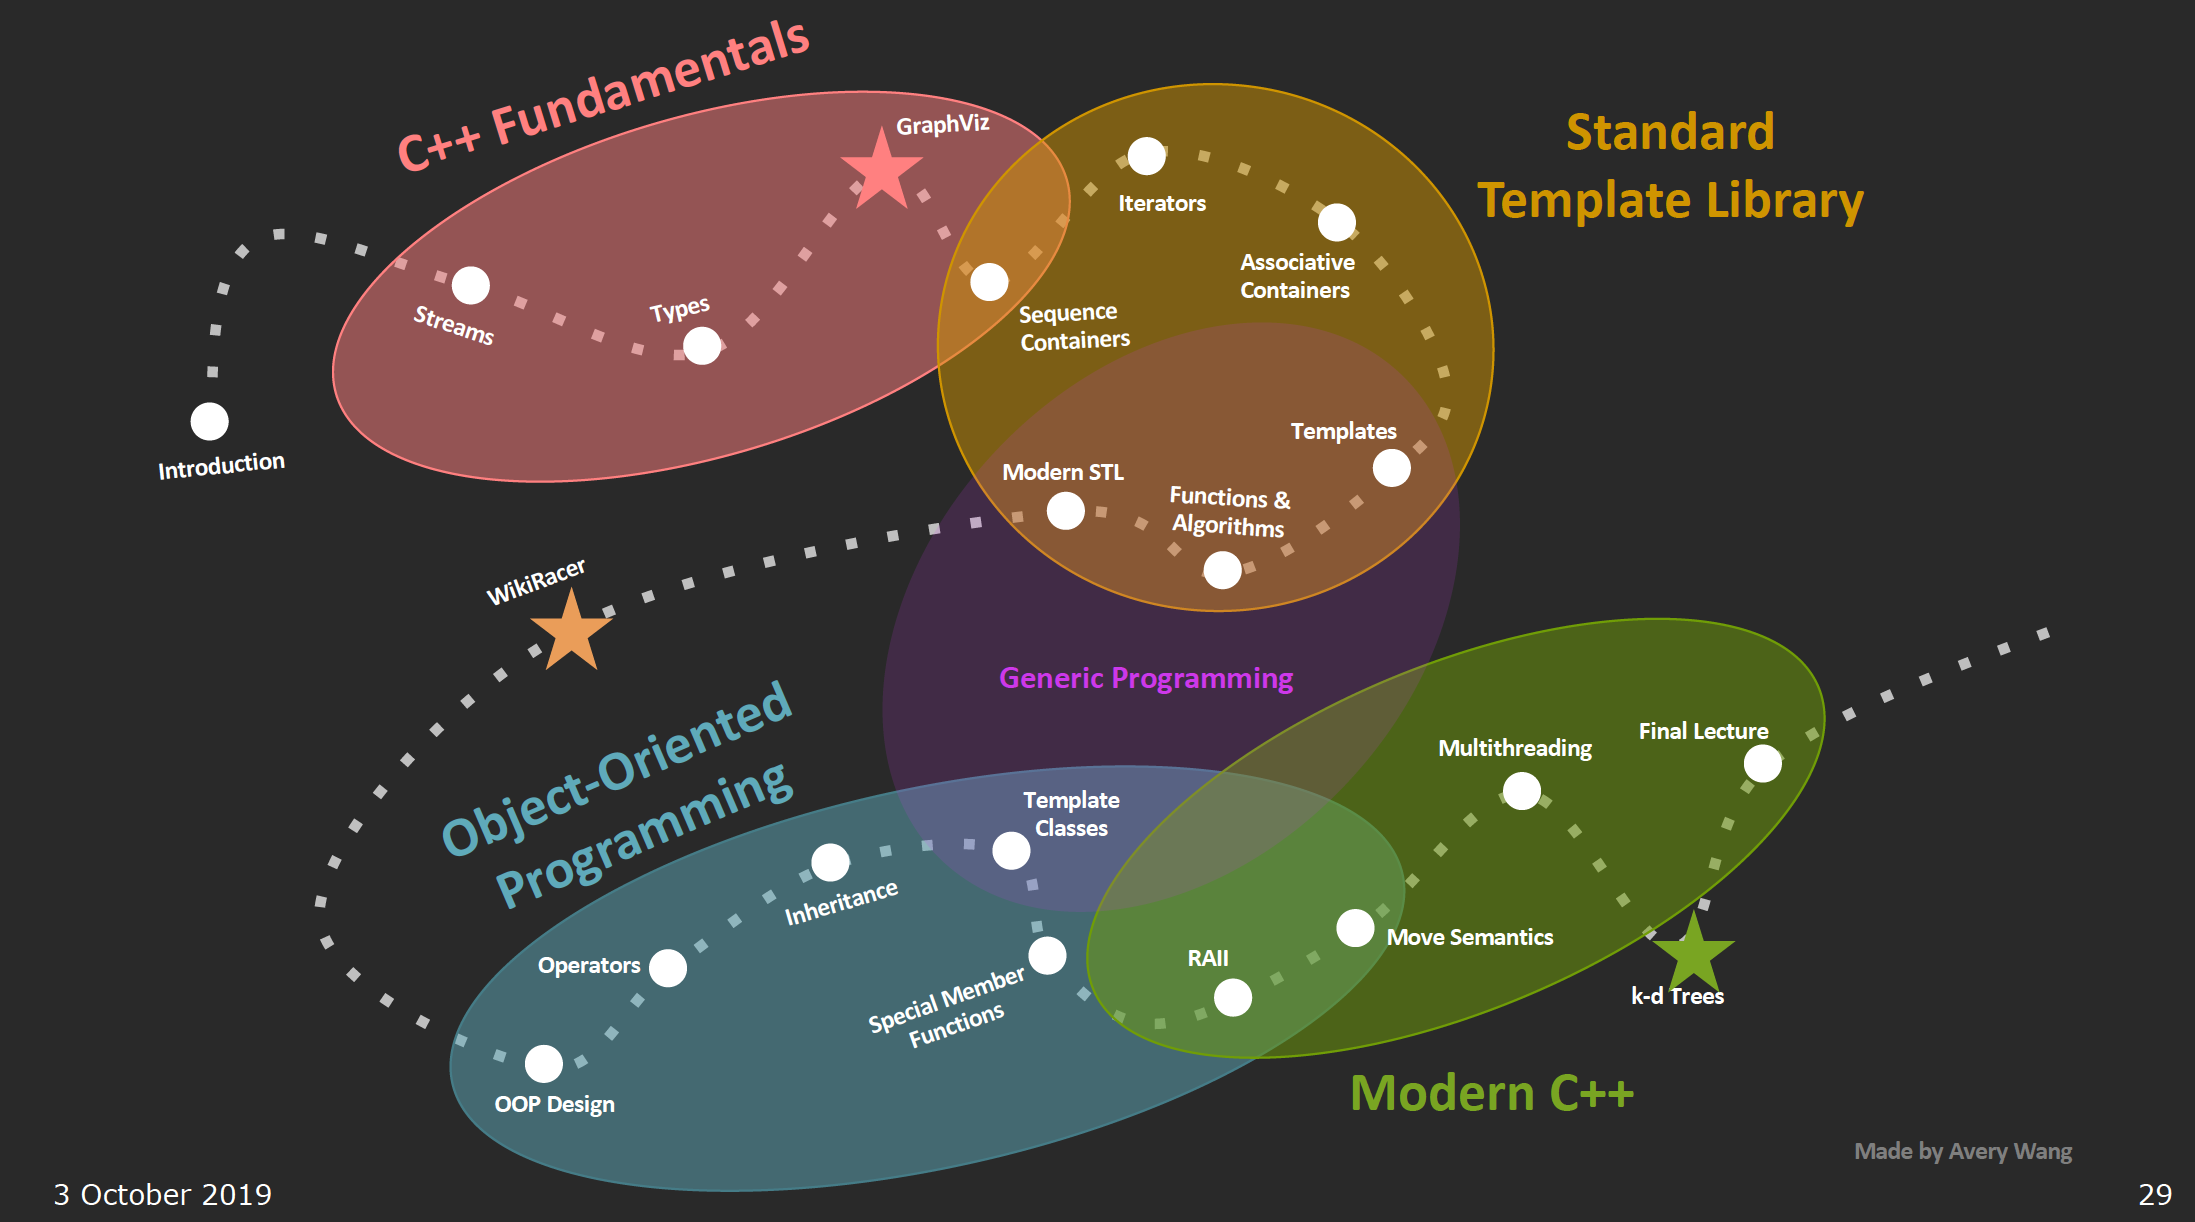 C++ Fundamentals
GraphViz
Standard
Template Library
Iterators
Associative
Containers
Streams
Types
Sequence
Containers
Introduction
Templates
Modern STL
Functions &
Algorithms
WikiRacer
Generic Programming
Object-Oriented
Programming
Final Lecture
Multithreading
Template
Classes
Inheritance
Operators
Move Semantics
RAII
Special Member
Functions
k-d Trees
OOP Design
Modern C++
Made by Avery Wang
3 October 2019
29